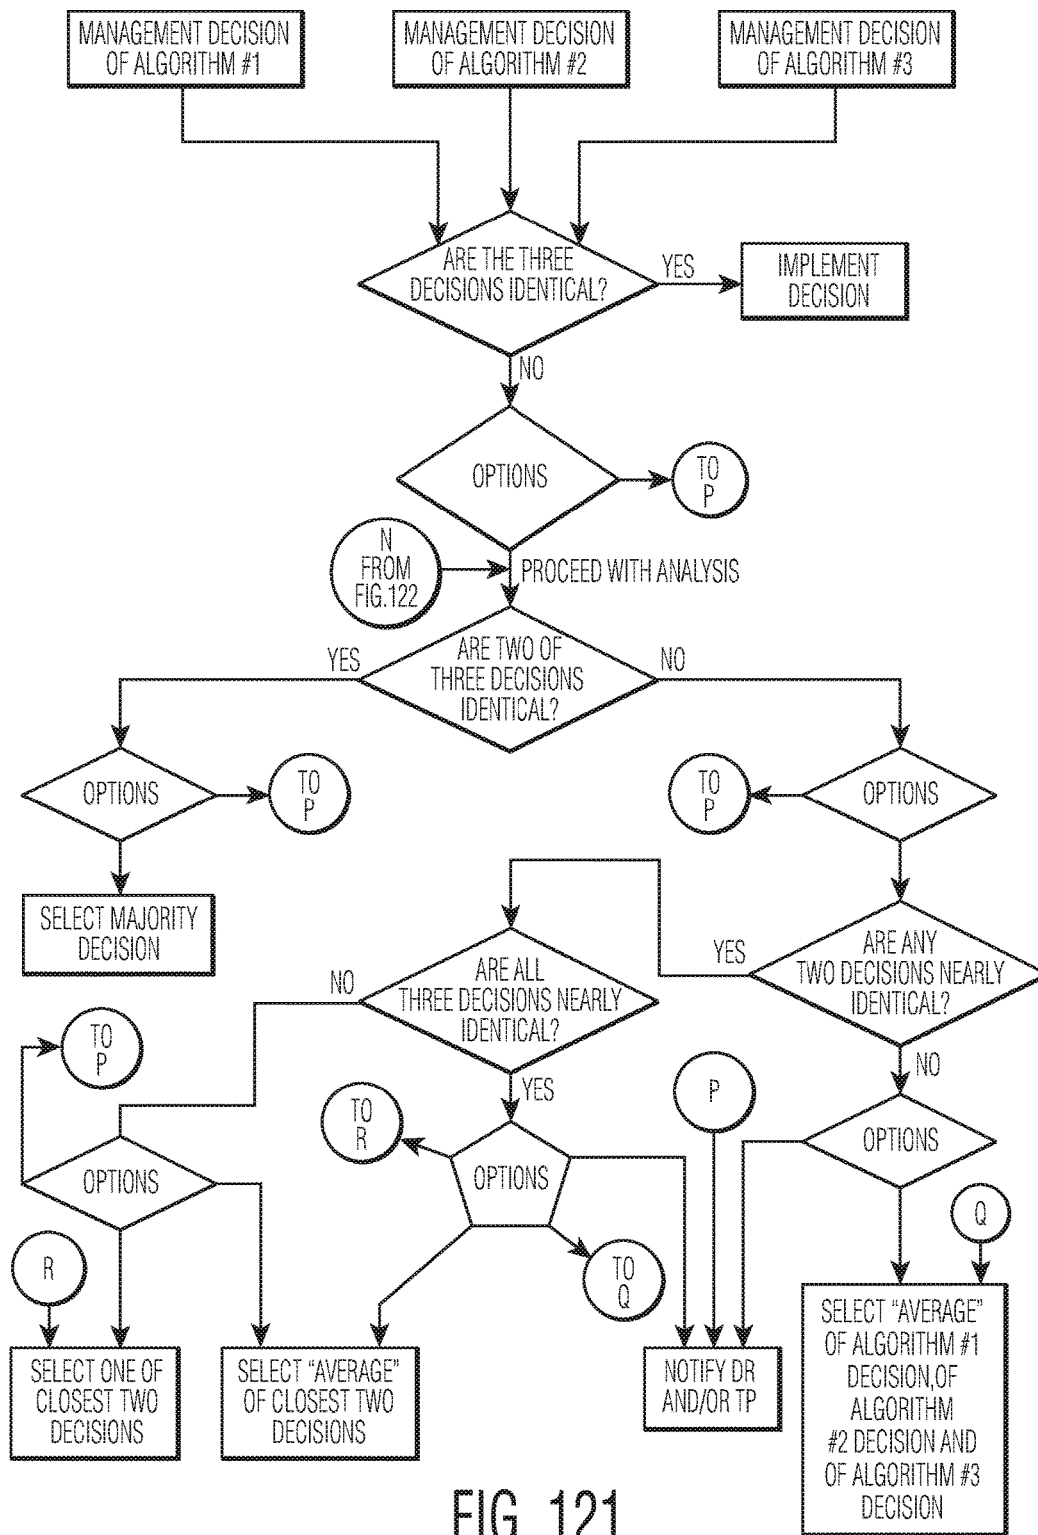 MANAGEMENT DECISION
OF ALGORITHM #1
MANAGEMENT DECISION
OF ALGORITHM #2
MANAGEMENT DECISION
OF ALGORITHM #3
ARE THE THREE
DECISIONS IDENTICAL?
YES
IMPLEMENT
DECISION
NO
OPTIONS
TO
P
N
FROM
FIG.122
PROCEED WITH ANALYSIS
YES
ARE TWO OF
THREE DECISIONS
IDENTICAL?
NO
OPTIONS
TO
P
TO
P
OPTIONS
SELECT MAJORITY
DECISION
NO
ARE ALL
THREE DECISIONS NEARLY
IDENTICAL?
YES
ARE ANY
TWO DECISIONS NEARLY
IDENTICAL?
TO
P
YES
NO
TO
R
P
OPTIONS
OPTIONS
OPTIONS
R
TO
Q
Q
SELECT ONE OF
CLOSEST TWO
DECISIONS
SELECT "AVERAGE"
OF CLOSEST TWO
DECISIONS
NOTIFY DR
AND/OR TP
SELECT "AVERAGE"
OF ALGORITHM #1
DECISION,OF
ALGORITHM
#2 DECISION AND
OF ALGORITHM #3
DECISION
FIG. 121